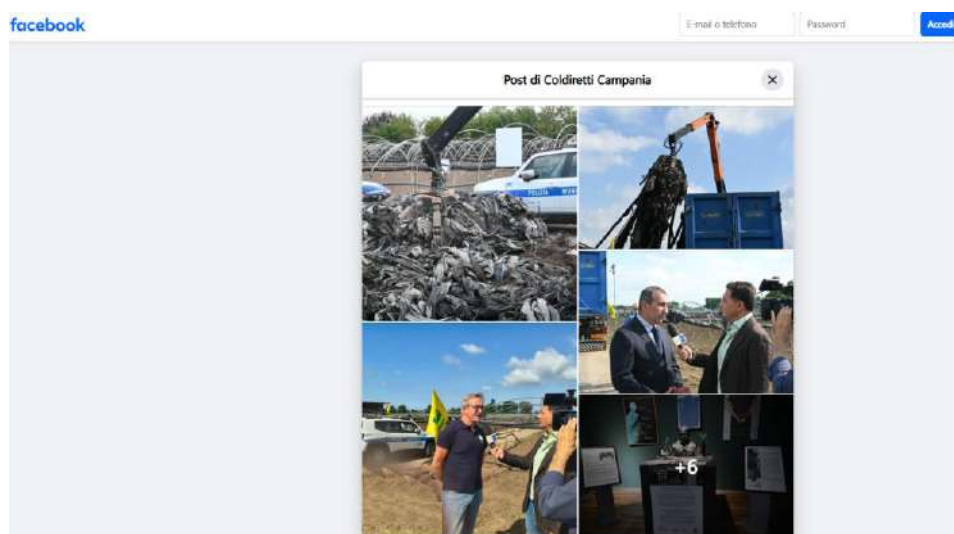 facebook
E-mail o telefono
Password
Accedi
Post di Coldiretti Campania
POLIZIA
+6